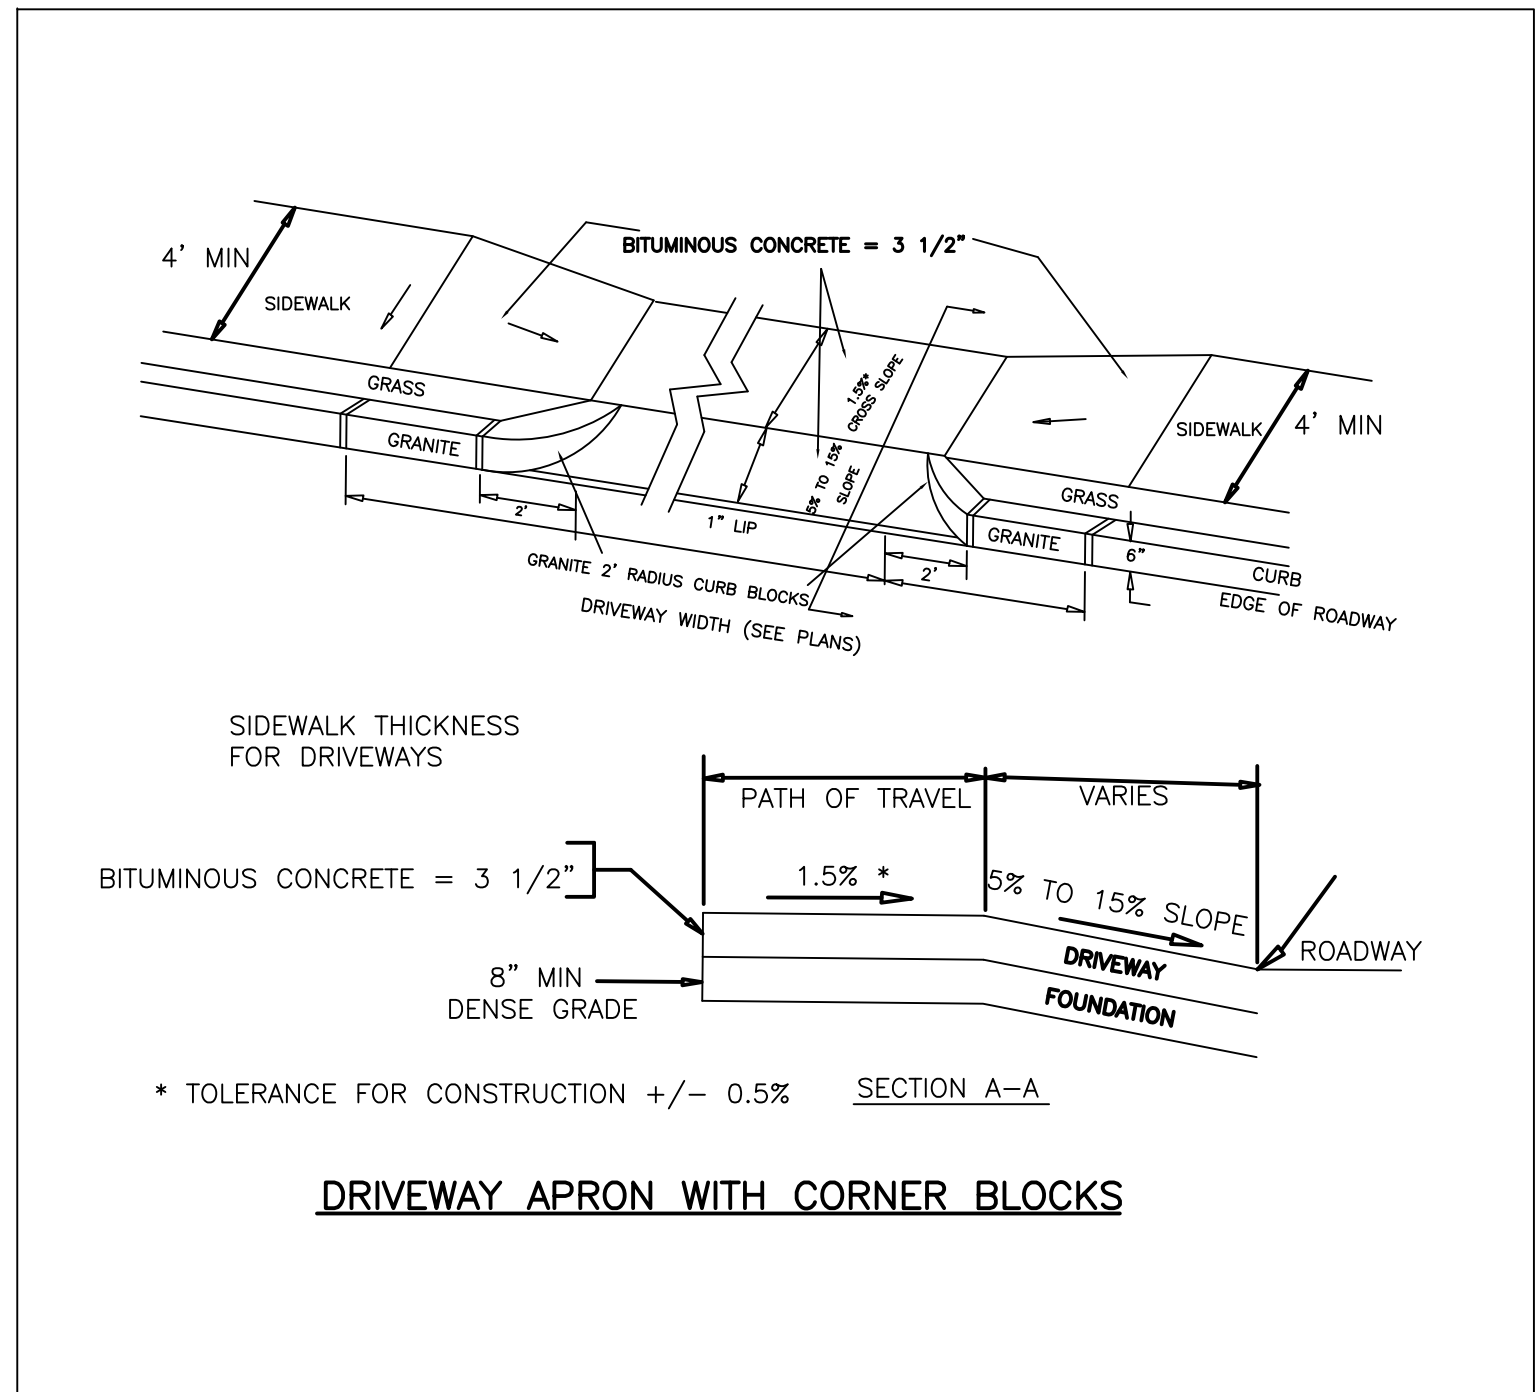 BITUMINOUS CONCRETE = 3 1/2"
4' MIN
SIDEWALK
GRASS
GRANITE
1.5%*
CROSS SLOPE
5% TO 15%
SLOPE
SIDEWALK
4' MIN
GRASS
GRANITE
2'
1" LIP
6"
2'
CURB
EDGE OF ROADWAY
GRANITE 2' RADIUS CURB BLOCKS
DRIVEWAY WIDTH (SEE PLANS)
SIDEWALK THICKNESS
FOR DRIVEWAYS
PATH OF TRAVEL
VARIES
BITUMINOUS CONCRETE = 3 1/2"
1.5% *
5% TO 15% SLOPE
ROADWAY
DRIVEWAY
8" MIN
DENSE GRADE
FOUNDATION
* TOLERANCE FOR CONSTRUCTION +/- 0.5%
SECTION A-A
DRIVEWAY APRON WITH CORNER BLOCKS